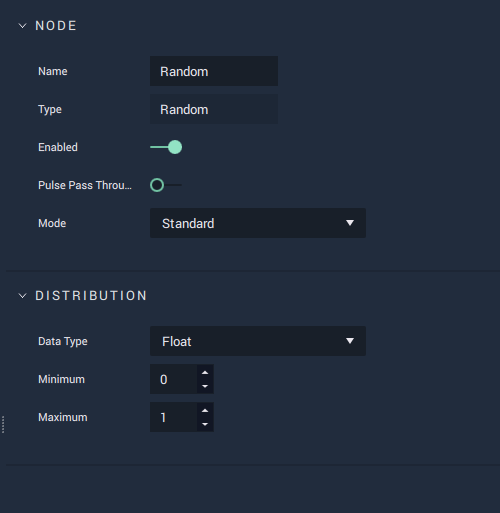 NODE
Name Random
Type Random
Enabled
Pulse Pass Throu...
Mode Standard
DISTRIBUTION
Data Type Float
Minimum 0
Maximum 1